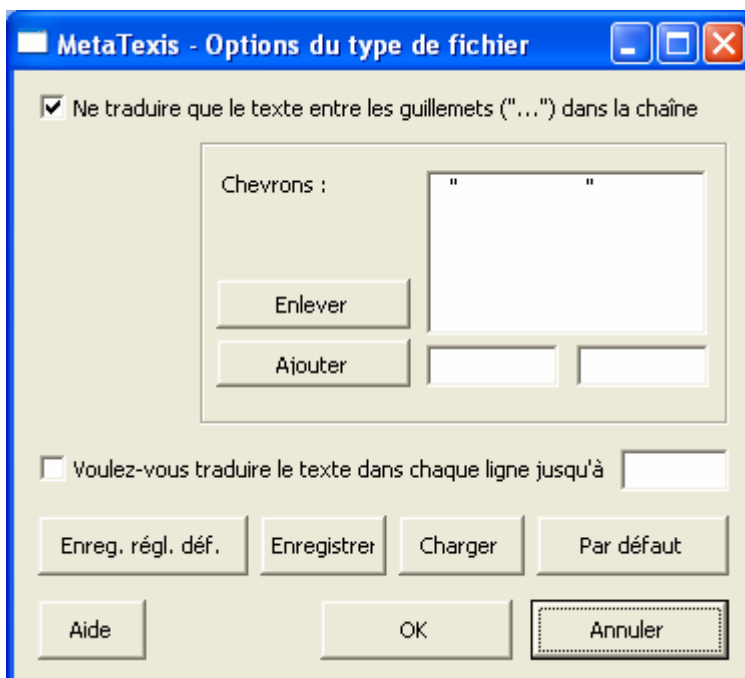 MetaTexis - Options du type de fichier
Ne traduire que le texte entre les guillemets ("...") dans la chaîne
Chevrons : " "
Enlever
Ajouter
Voulez-vous traduire le texte dans chaque ligne jusqu'à
Enreg. régl. déf. Enregistrer Charger Par défaut
Aide OK Annuler